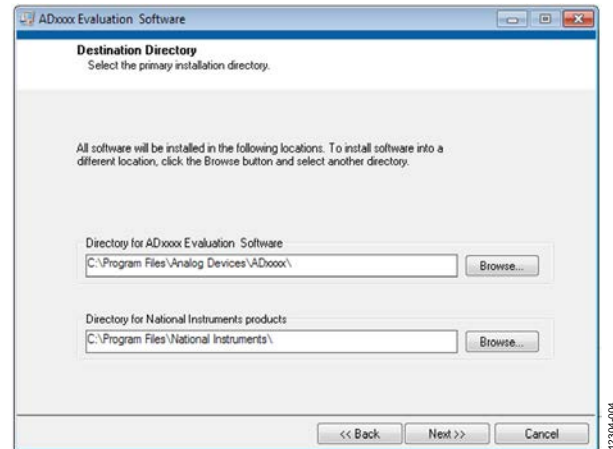 ADxxxx Evaluation Software
Destination Directory
Select the primary installation directory.
All software will be installed in the following locations. To install software into a
different location, click the Browse button and select another directory.
Directory for ADxxxx Evaluation Software
C:\Program Files\Analog Devices\ADxxxx\
Browse...
Directory for National Instruments products
C:\Program Files\National Instruments\
Browse...
<< Back
Next >>
Cancel
12304-004